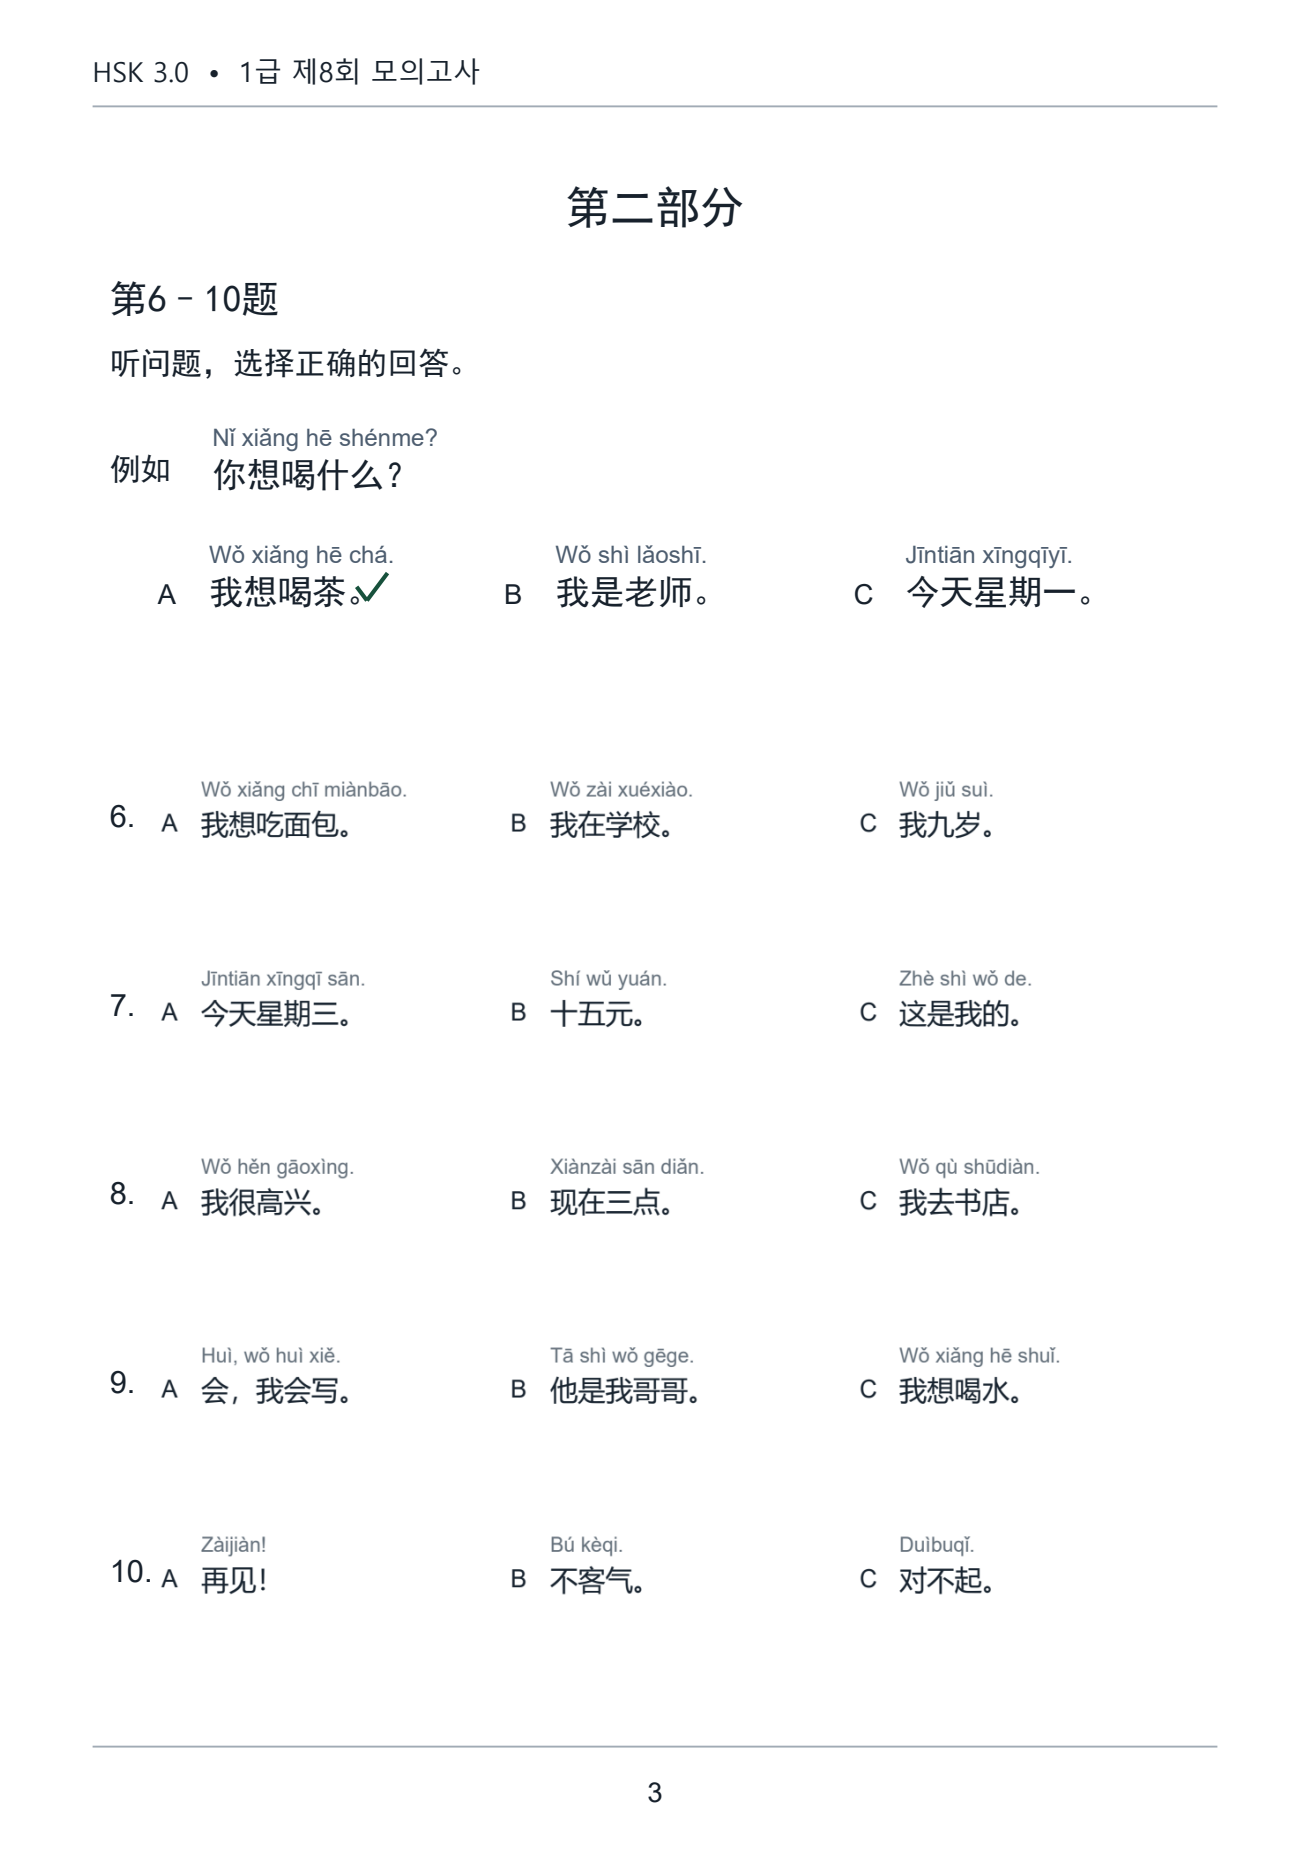 HSK 3.0 • 1급 제8회 모의고사
第二部分
第6－10题
听问题，选择正确的回答。
Nǐ xiǎng hē shénme?
例如 你想喝什么？
Wǒ xiǎng hē chá. Wǒ shì lǎoshī. Jīntiān xīngqīyī.
A 我想喝茶。✓ B 我是老师。 C 今天星期一。
Wǒ xiǎng chī miànbāo. Wǒ zài xuéxiào. Wǒ jiǔ suì.
6. A 我想吃面包。 B 我在学校。 C 我九岁。
Jīntiān xīngqī sān. Shí wǔ yuán. Zhè shì wǒ de.
7. A 今天星期三。 B 十五元。 C 这是我的。
Wǒ hěn gāoxìng. Xiànzài sān diǎn. Wǒ qù shūdiàn.
8. A 我很高兴。 B 现在三点。 C 我去书店。
Huì, wǒ huì xiě. Tā shì wǒ gēge. Wǒ xiǎng hē shuǐ.
9. A 会，我会写。 B 他是我哥哥。 C 我想喝水。
Zàijiàn! Bú kèqi. Duìbuqǐ.
10. A 再见！ B 不客气。 C 对不起。
3